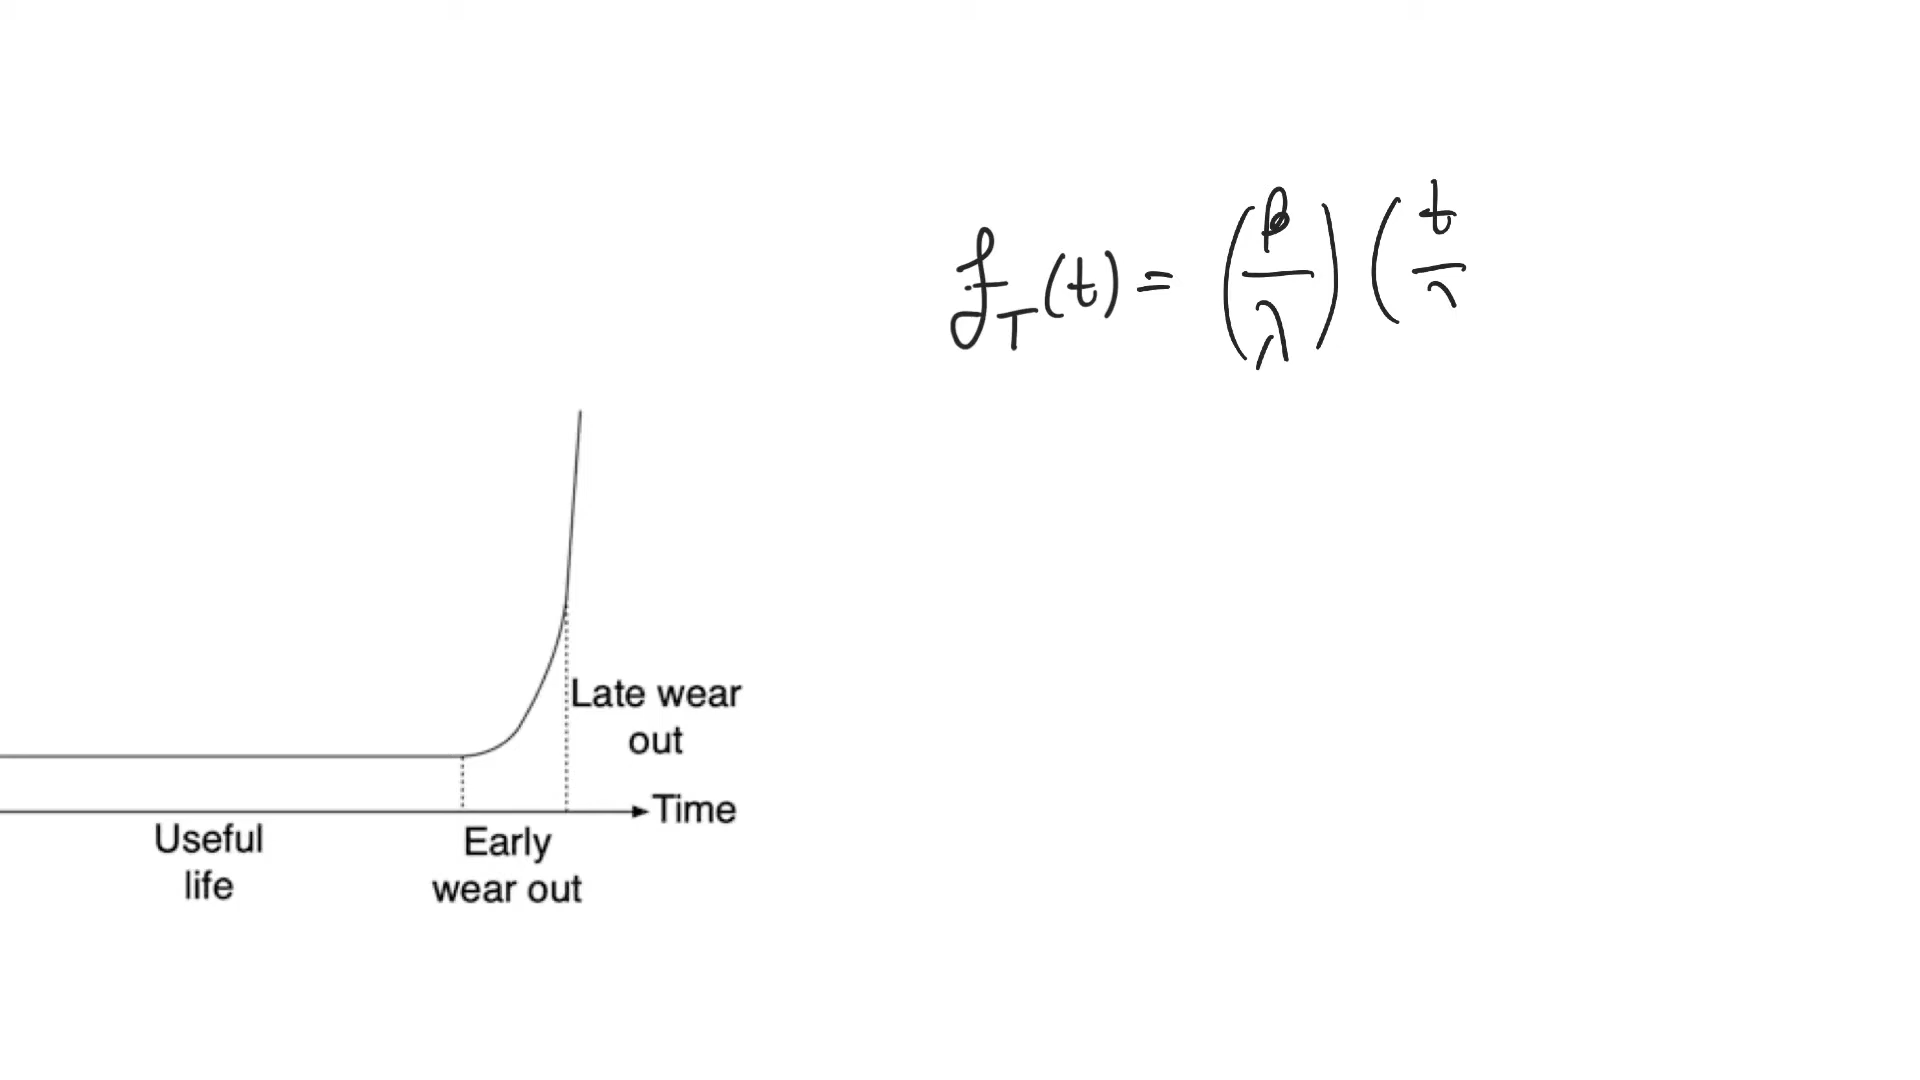 f_T(t) = (β/λ) (t/λ
Late wear
out
Time
Useful
life
Early
wear out